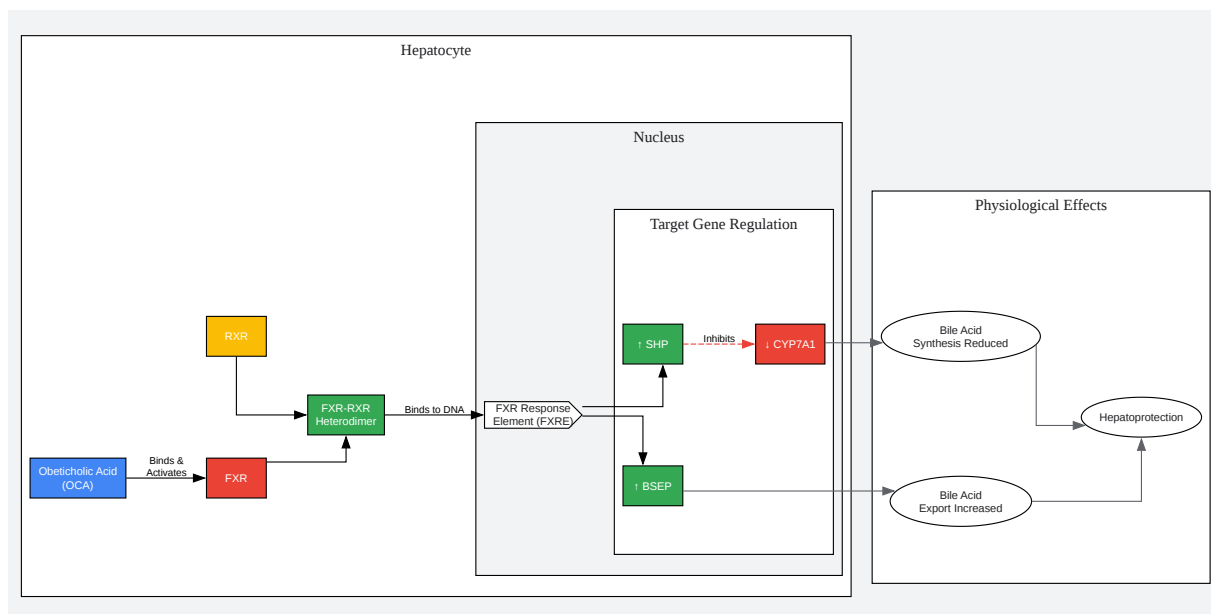 Hepatocyte
Nucleus
Physiological Effects
Target Gene Regulation
RXR
↑ SHP
Inhibits
↓ CYP7A1
Bile Acid
Synthesis Reduced
FXR-RXR
Heterodimer
Binds to DNA
FXR Response
Element (FXRE)
Hepatoprotection
Obeticholic Acid
(OCA)
Binds &
Activates
FXR
↑ BSEP
Bile Acid
Export Increased